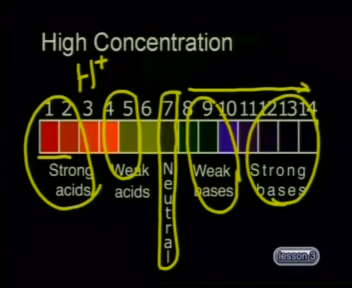 High Concentration
H+
1 2 3 4 5 6 7 8 9 10 11 12 13 14
Strong acids
Weak acids
Neutral
Weak bases
Strong bases
lesson 3